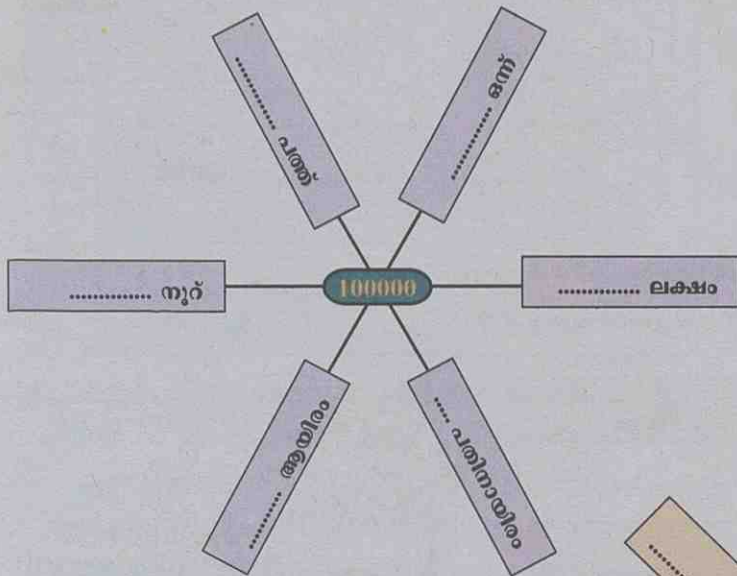 ............... പത്ത്
............... ഒന്ന്
.............. നൂറ്
100000
.............. ലക്ഷം
........... ആയിരം
..... പതിനായിരം